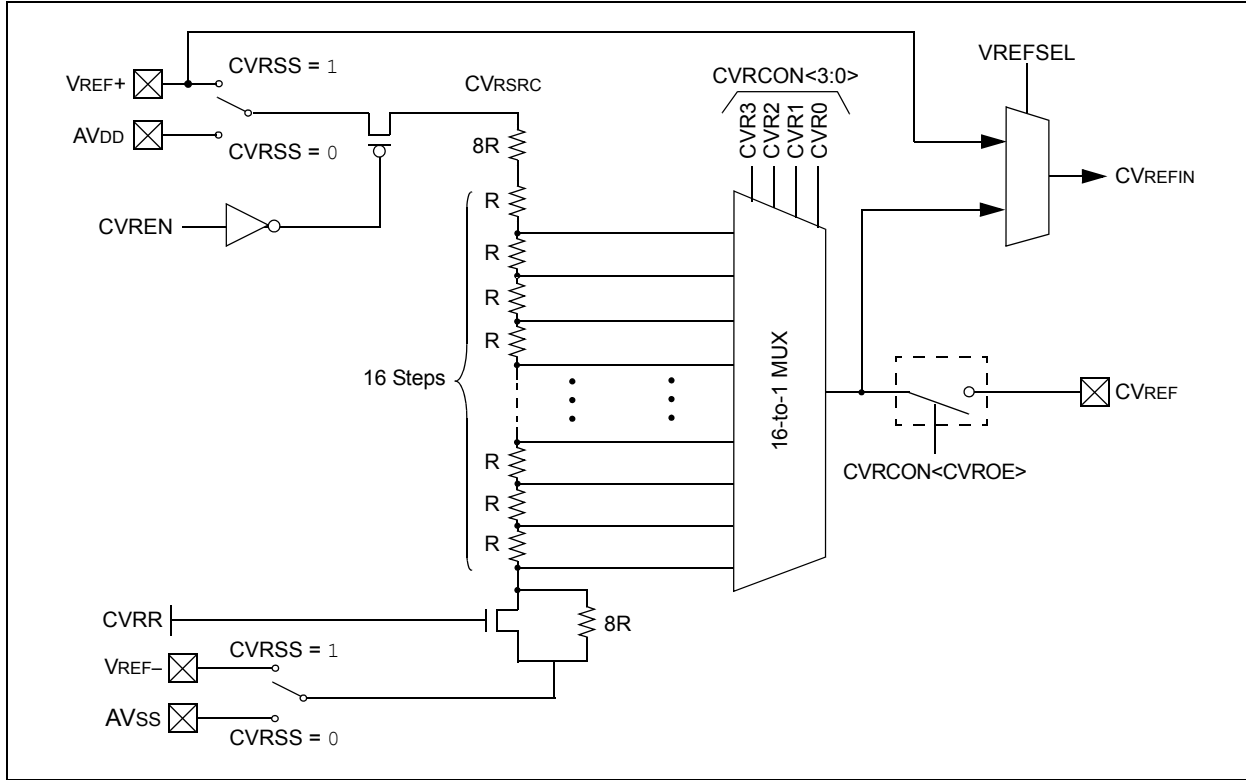 CVRSS = 1
VREF+
AVDD
CVRSS = 0
CVREN
CVRSRC
8R
R
R
R
R
16 Steps
R
R
R
CVRCON<3:0>
CVR3
CVR2
CVR1
CVR0
16-to-1 MUX
VREFSEL
CVREFIN
CVREF
CVRCON<CVROE>
CVRR
8R
CVRSS = 1
VREF–
AVSS
CVRSS = 0